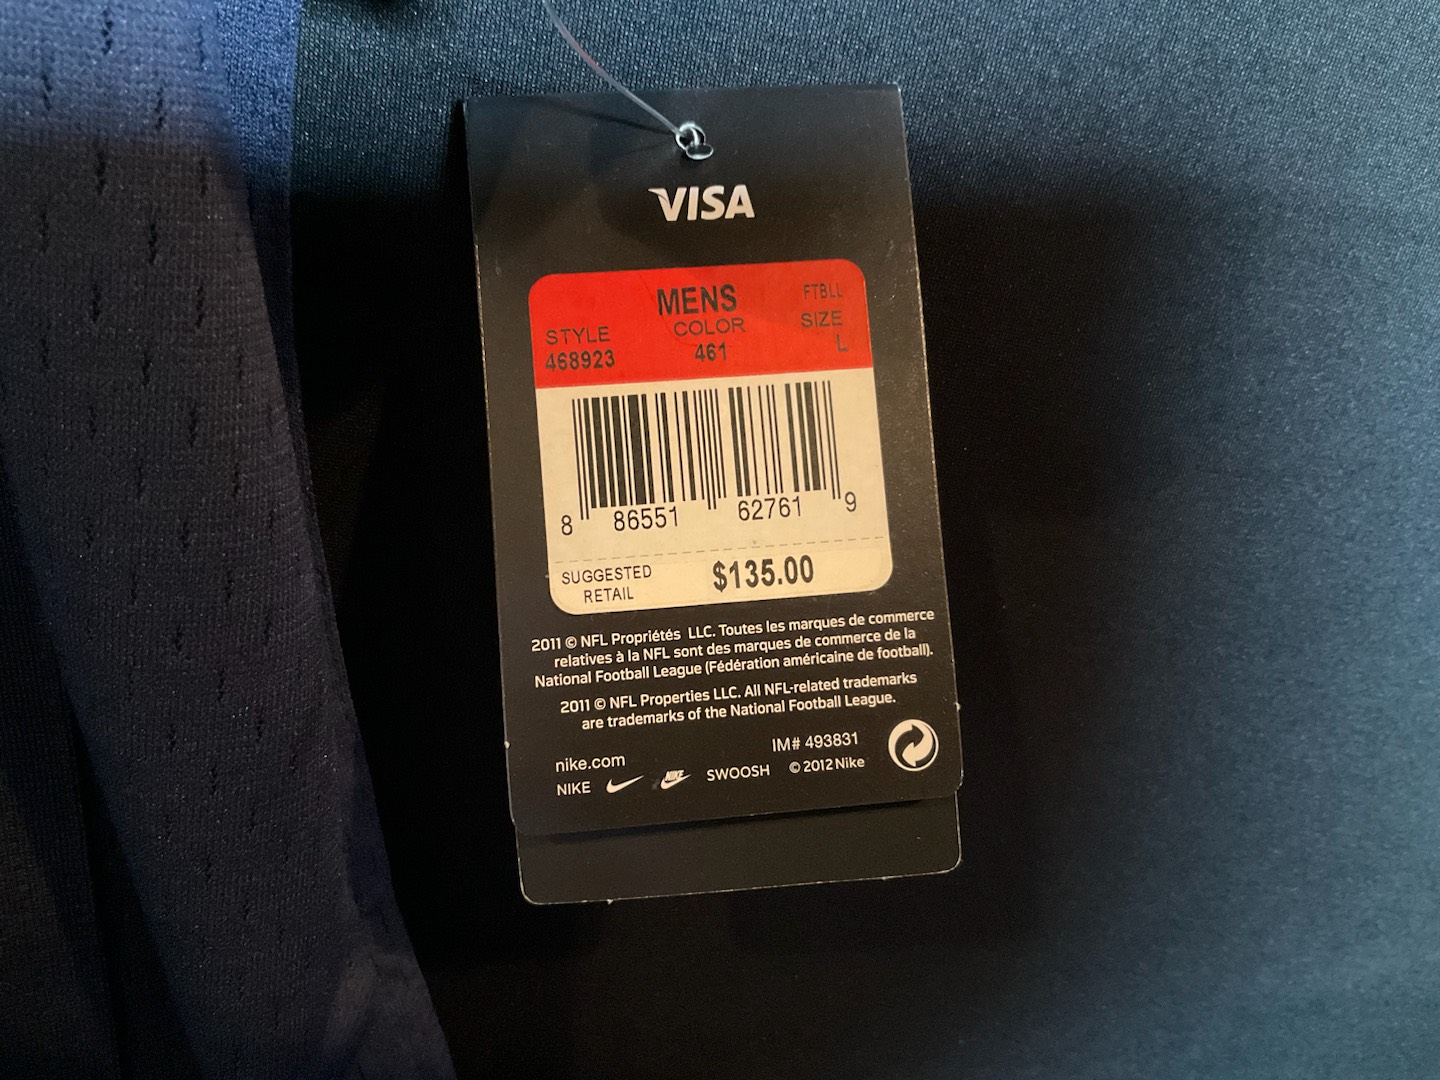 VISA
MENS
FTBLL
STYLE COLOR SIZE
468923 461 L
8 86551 62761 9
SUGGESTED
RETAIL
$135.00
2011 © NFL Propriétés LLC. Toutes les marques de commerce
relatives à la NFL sont des marques de commerce de la
National Football League (Fédération américaine de football).
2011 © NFL Properties LLC. All NFL-related trademarks
are trademarks of the National Football League.
nike.com IM# 493831
NIKE NIKE SWOOSH © 2012 Nike